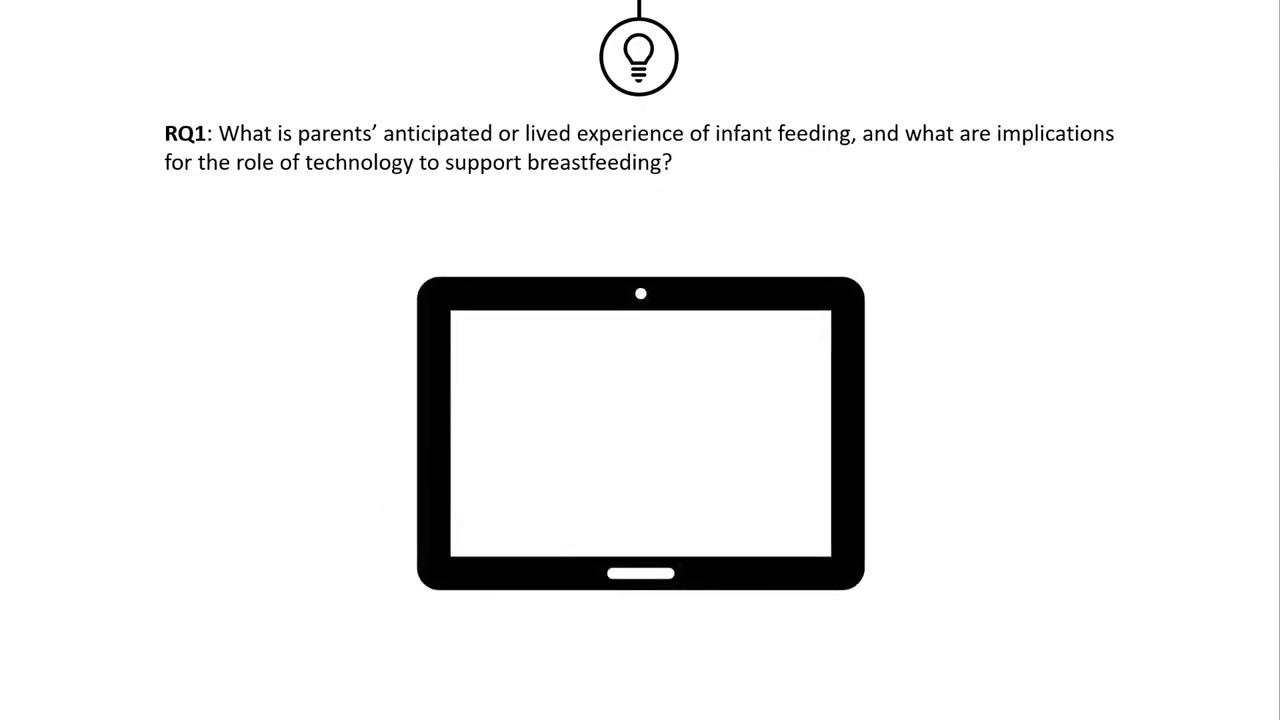 RQ1: What is parents’ anticipated or lived experience of infant feeding, and what are implications
for the role of technology to support breastfeeding?